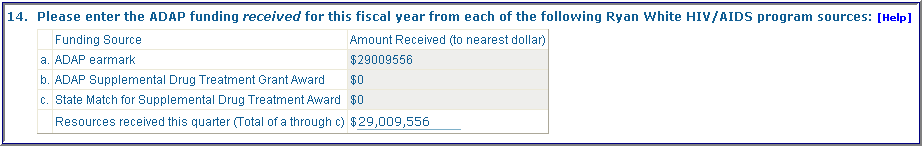 14. Please enter the ADAP funding received for this fiscal year from each of the following Ryan White HIV/AIDS program sources: [Help]
Funding Source Amount Received (to nearest dollar)
a. ADAP earmark $29009556
b. ADAP Supplemental Drug Treatment Grant Award $0
c. State Match for Supplemental Drug Treatment Award $0
Resources received this quarter (Total of a through c) $29,009,556